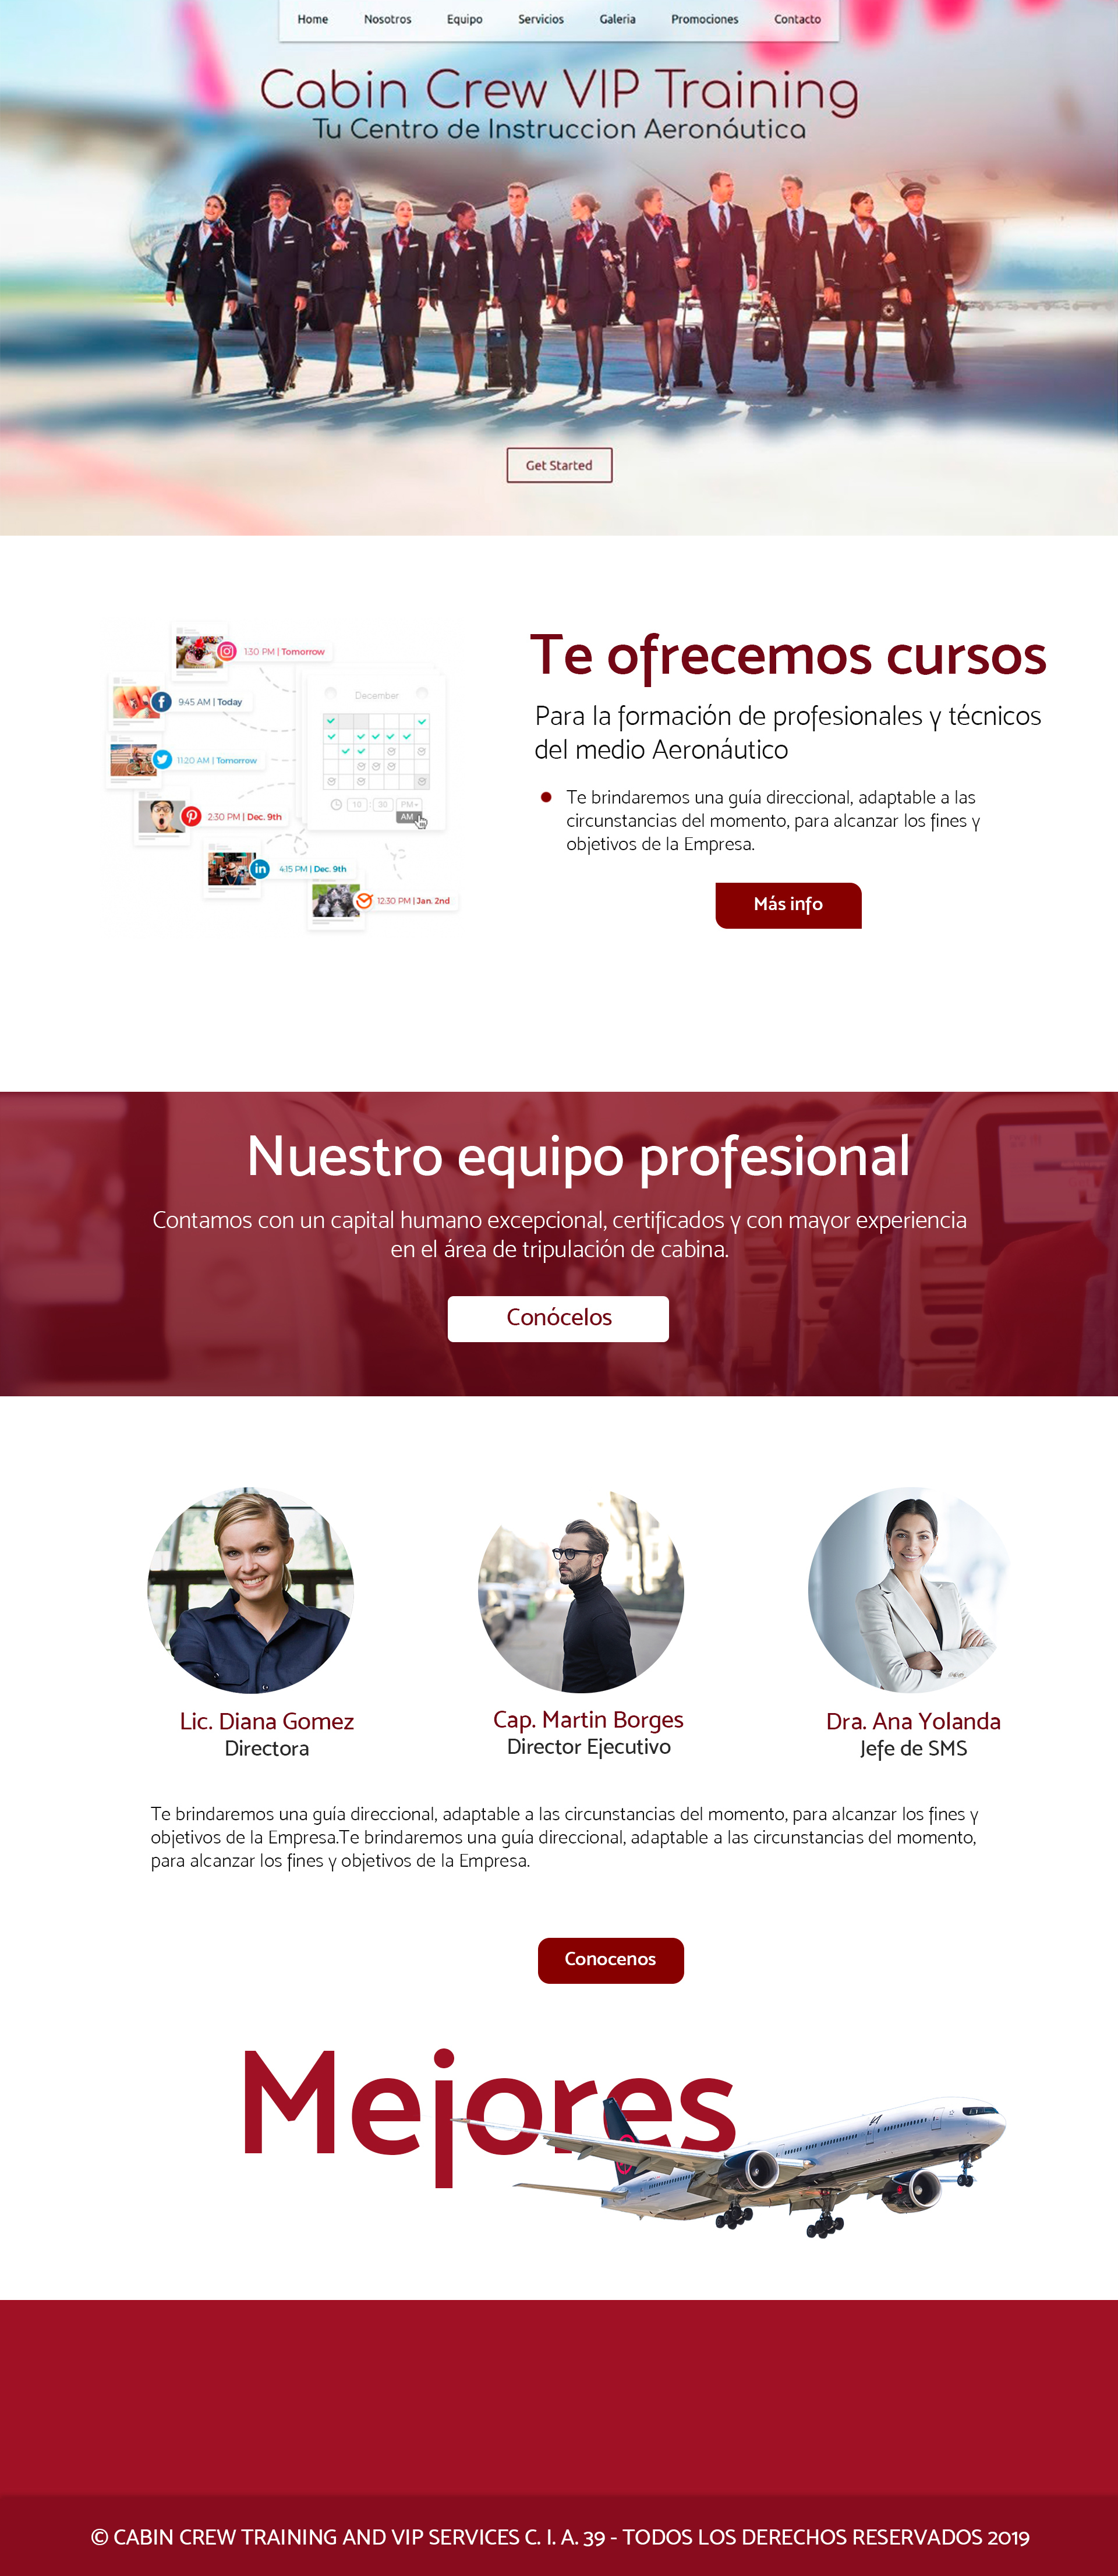 Home Nosotros Equipo Servicios Galeria Promociones Contacto
Cabin Crew VIP Training
Tu Centro de Instruccion Aeronáutica
Get Started
1:30 PM | Tomorrow
9:45 AM | Today
11:20 AM | Tomorrow
2:30 PM | Dec. 9th
4:15 PM | Dec. 9th
12:30 PM | Jan. 2nd
December
10 : 30 PM
AM
Te ofrecemos cursos
Para la formación de profesionales y técnicos
del medio Aeronáutico
Te brindaremos una guía direccional, adaptable a las
circunstancias del momento, para alcanzar los fines y
objetivos de la Empresa.
Más info
Nuestro equipo profesional
Contamos con un capital humano excepcional, certificados y con mayor experiencia
en el área de tripulación de cabina.
Conócelos
Lic. Diana Gomez
Directora
Cap. Martin Borges
Director Ejecutivo
Dra. Ana Yolanda
Jefe de SMS
Te brindaremos una guía direccional, adaptable a las circunstancias del momento, para alcanzar los fines y
objetivos de la Empresa.Te brindaremos una guía direccional, adaptable a las circunstancias del momento,
para alcanzar los fines y objetivos de la Empresa.
Conocenos
Mejores
© CABIN CREW TRAINING AND VIP SERVICES C. I. A. 39 - TODOS LOS DERECHOS RESERVADOS 2019